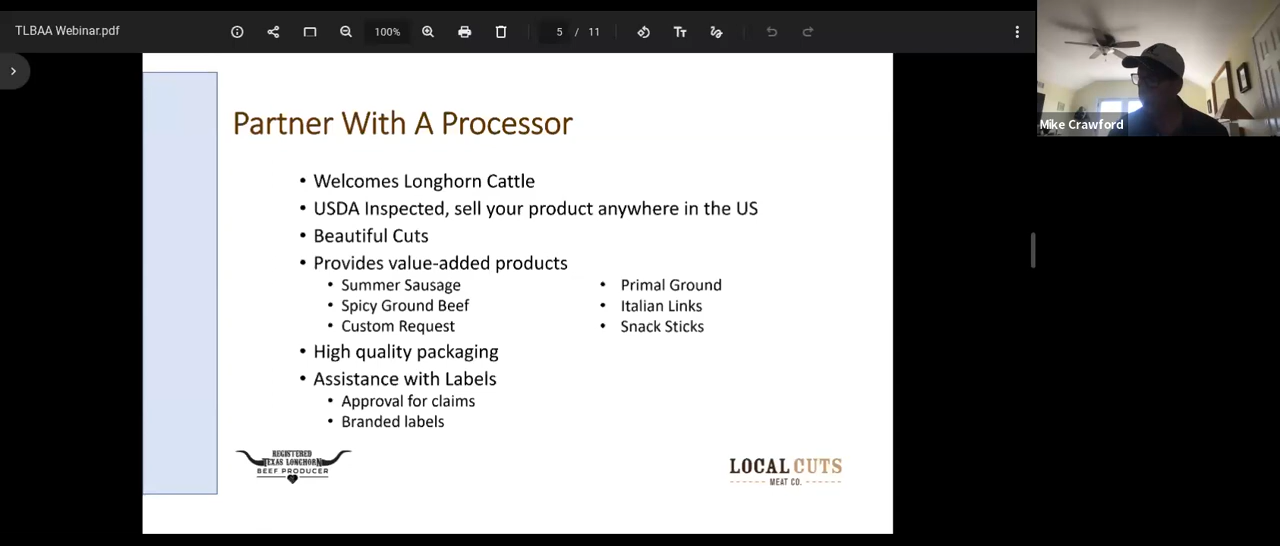 TLBAA Webinar.pdf
100%
5 / 11
Mike Crawford
Partner With A Processor
• Welcomes Longhorn Cattle
• USDA Inspected, sell your product anywhere in the US
• Beautiful Cuts
• Provides value-added products
• Summer Sausage
• Spicy Ground Beef
• Custom Request
• Primal Ground
• Italian Links
• Snack Sticks
• High quality packaging
• Assistance with Labels
• Approval for claims
• Branded labels
REGISTERED
TEXAS LONGHORN
BEEF PRODUCER
LOCAL CUTS
MEAT CO.